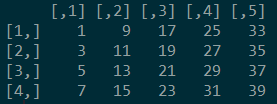 [,1] [,2] [,3] [,4] [,5]
[1,] 1 9 17 25 33
[2,] 3 11 19 27 35
[3,] 5 13 21 29 37
[4,] 7 15 23 31 39